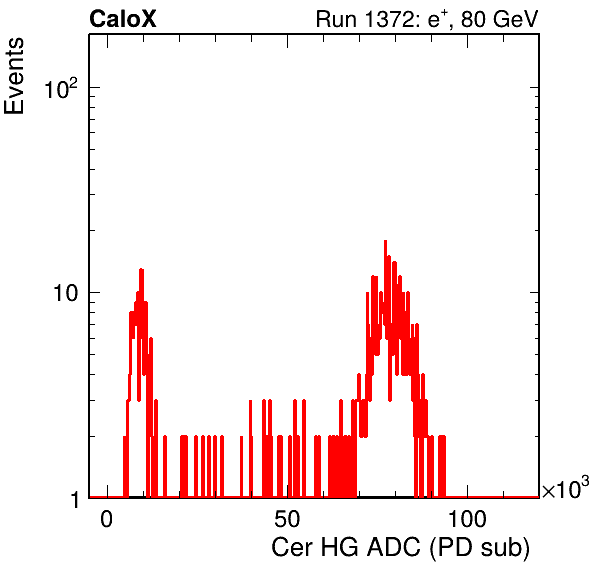 CaloX
Run 1372: e+, 80 GeV
Events
10²
10
1
0
50
100
×10³
Cer HG ADC (PD sub)